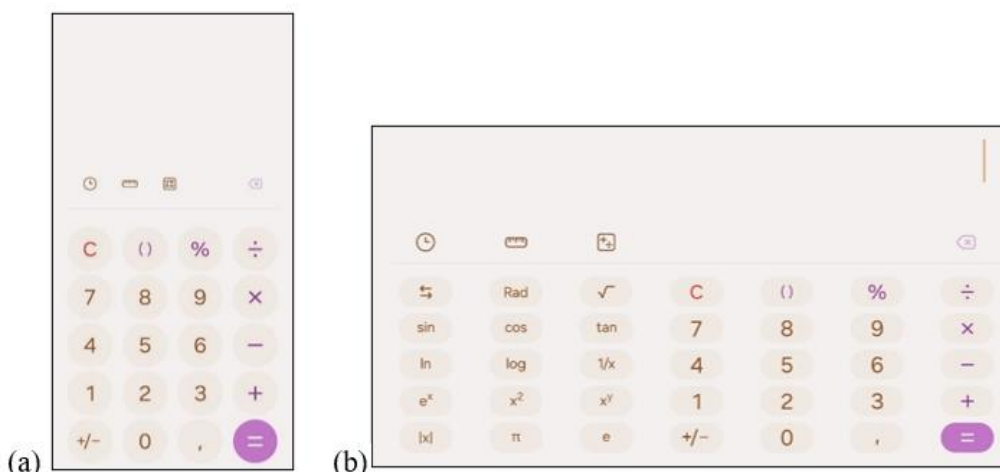 C () % ÷
7 8 9 ×
4 5 6 −
1 2 3 +
+/− 0 , =
(a)
⇆ Rad √ C () % ÷
sin cos tan 7 8 9 ×
ln log 1/x 4 5 6 −
eˣ x² xʸ 1 2 3 +
|x| π e +/− 0 , =
(b)